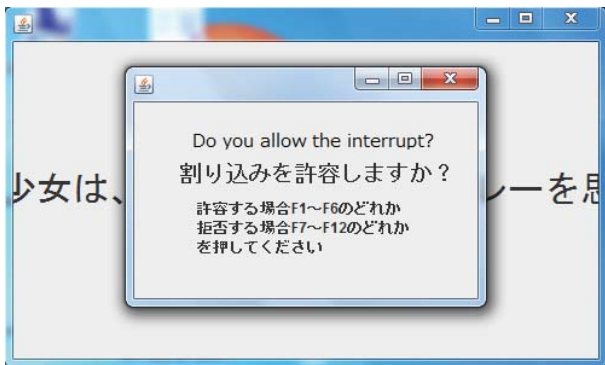 Do you allow the interrupt?
割り込みを許容しますか？
少女は、
レーを思
許容する場合F1～F6のどれか
拒否する場合F7～F12のどれか
を押してください